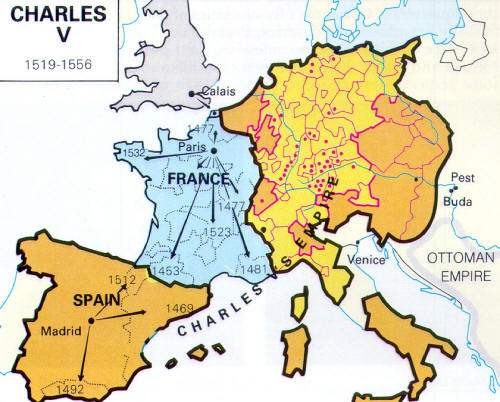 CHARLES
V
1519-1556
Calais
1477
Paris
1532
FRANCE
1477
1523
1453
1481
CHARLES V'S EMPIRE
Pest
Buda
Venice
OTTOMAN
EMPIRE
1512
SPAIN
1469
Madrid
1492